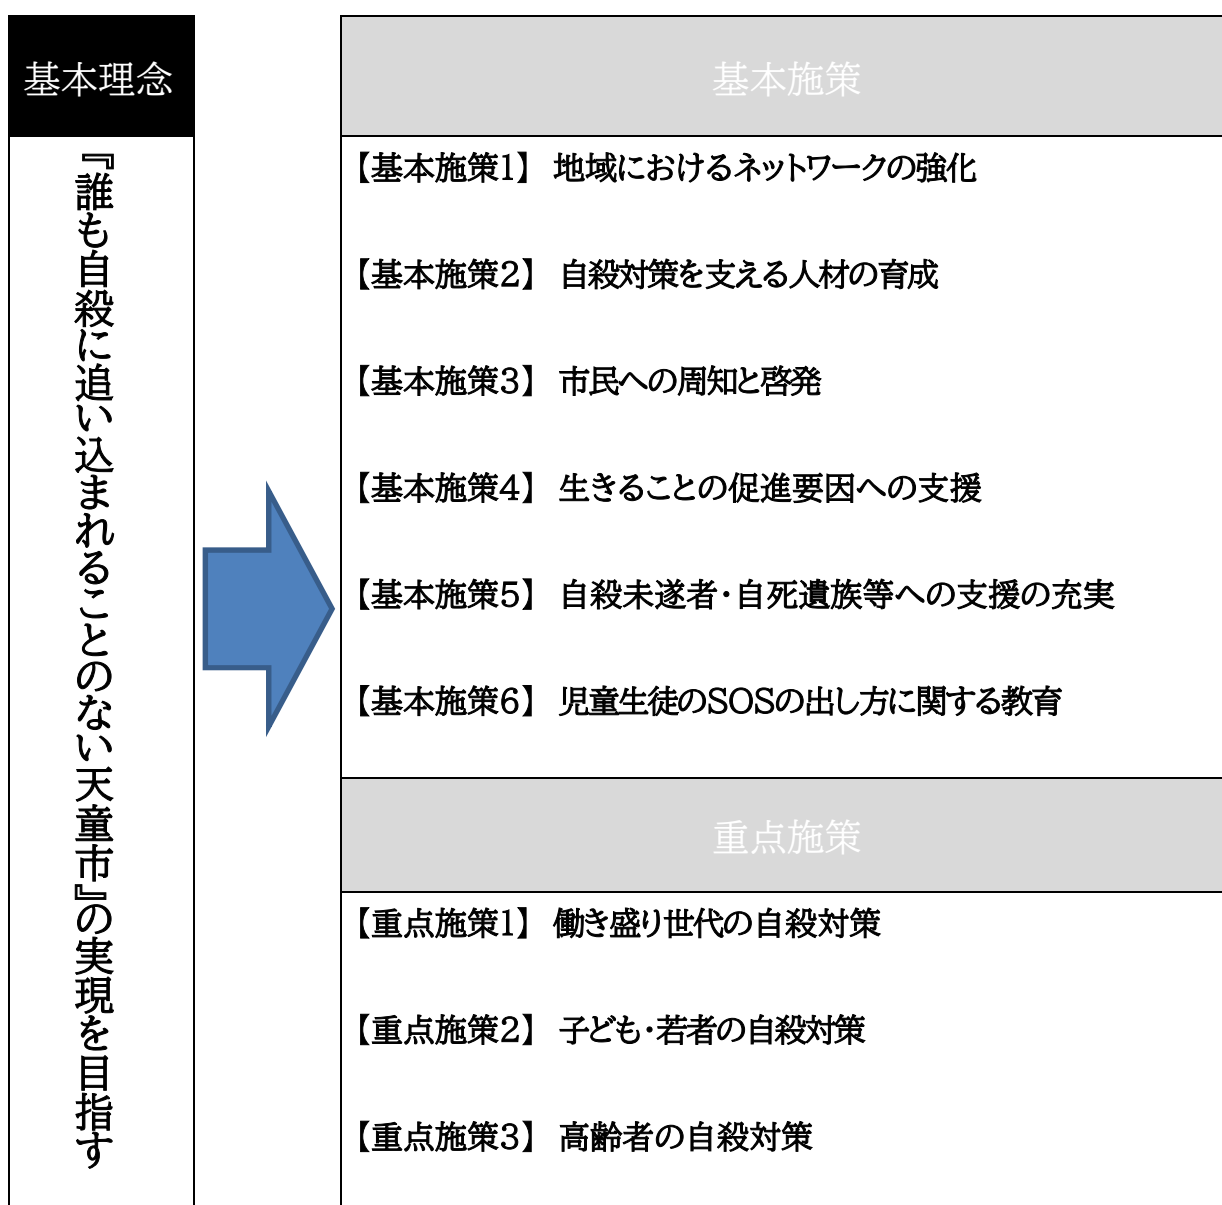 基本理念
『誰も自殺に追い込まれることのない天童市』の実現を目指す
基本施策
【基本施策1】 地域におけるネットワークの強化
【基本施策2】 自殺対策を支える人材の育成
【基本施策3】 市民への周知と啓発
【基本施策4】 生きることの促進要因への支援
【基本施策5】 自殺未遂者・自死遺族等への支援の充実
【基本施策6】 児童生徒のSOSの出し方に関する教育
重点施策
【重点施策1】 働き盛り世代の自殺対策
【重点施策2】 子ども・若者の自殺対策
【重点施策3】 高齢者の自殺対策